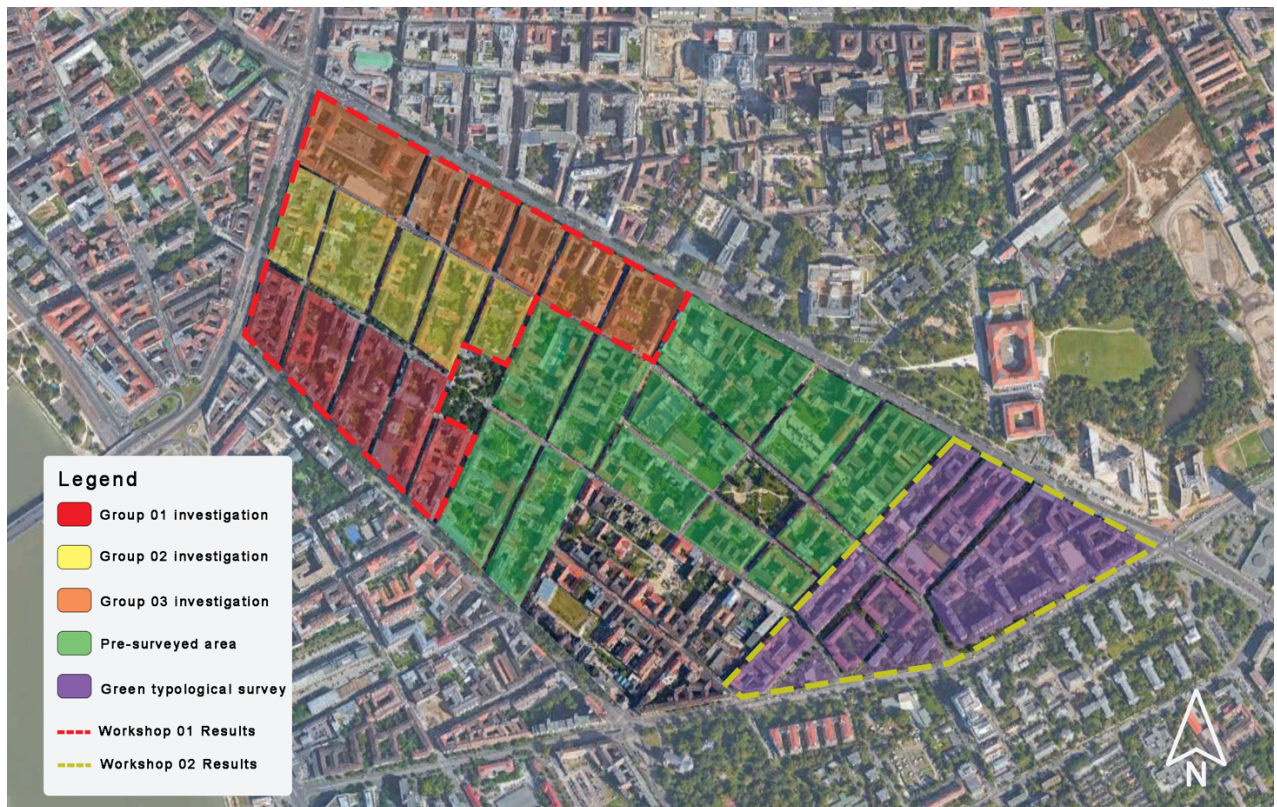 Legend
Group 01 investigation
Group 02 investigation
Group 03 investigation
Pre-surveyed area
Green typological survey
Workshop 01 Results
Workshop 02 Results
N